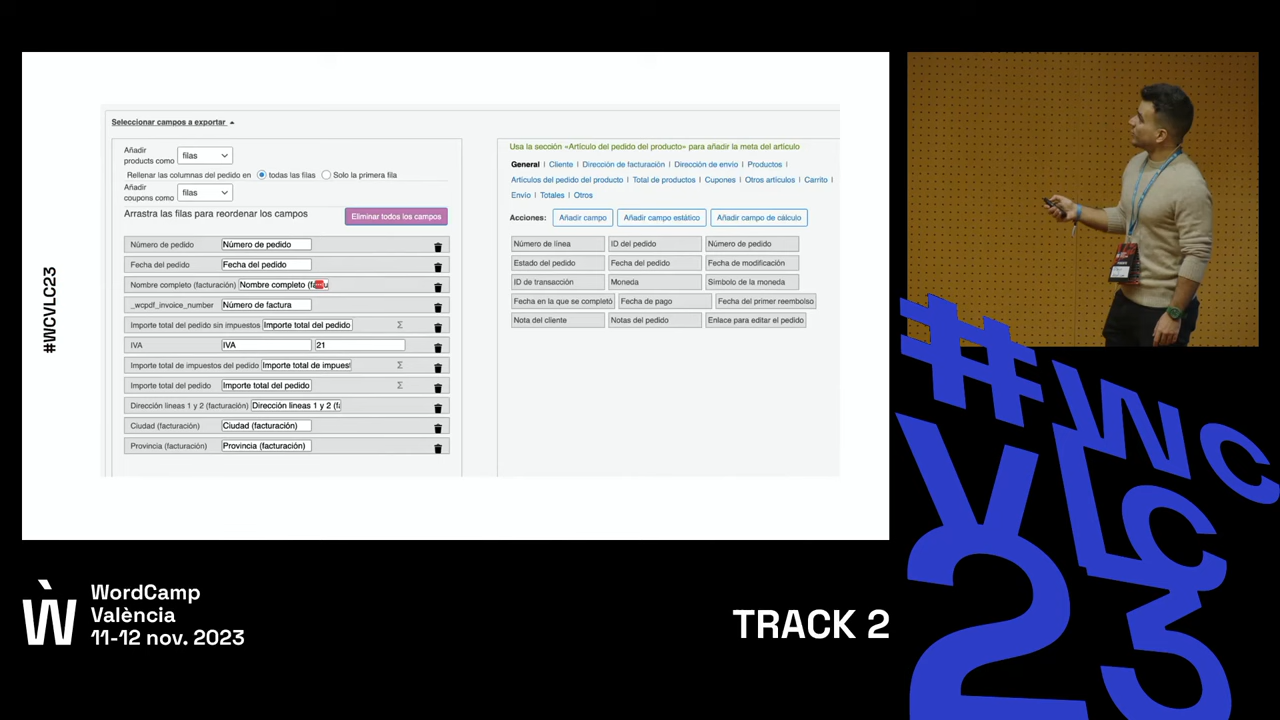 #WCVLC23
Seleccionar campos a exportar
Añadir
products como
filas
Rellenar las columnas del pedido en
todas las filas
Solo la primera fila
Añadir
coupons como
filas
Arrastra las filas para reordenar los campos
Eliminar todos los campos
Número de pedido
Número de pedido
Fecha del pedido
Fecha del pedido
Nombre completo (facturación)
Nombre completo (
_wcpdf_invoice_number
Número de factura
Importe total del pedido sin impuestos
Importe total del pedido
IVA
IVA
21
Importe total de impuestos del pedido
Importe total de impuest
Importe total del pedido
Importe total del pedido
Dirección líneas 1 y 2 (facturación)
Dirección líneas 1 y 2 (fa
Ciudad (facturación)
Ciudad (facturación)
Provincia (facturación)
Provincia (facturación)
Usa la sección «Artículo del pedido del producto» para añadir la meta del artículo
General | Cliente | Dirección de facturación | Dirección de envío | Productos |
Artículos del pedido del producto | Total de productos | Cupones | Otros artículos | Carrito |
Envío | Totales | Otros
Acciones:
Añadir campo
Añadir campo estático
Añadir campo de cálculo
Número de línea
ID del pedido
Número de pedido
Estado del pedido
Fecha del pedido
Fecha de modificación
ID de transacción
Moneda
Símbolo de la moneda
Fecha en la que se completó
Fecha de pago
Fecha del primer reembolso
Nota del cliente
Notas del pedido
Enlace para editar el pedido
WordCamp
València
11-12 nov. 2023
TRACK 2
#WC
VLC
23